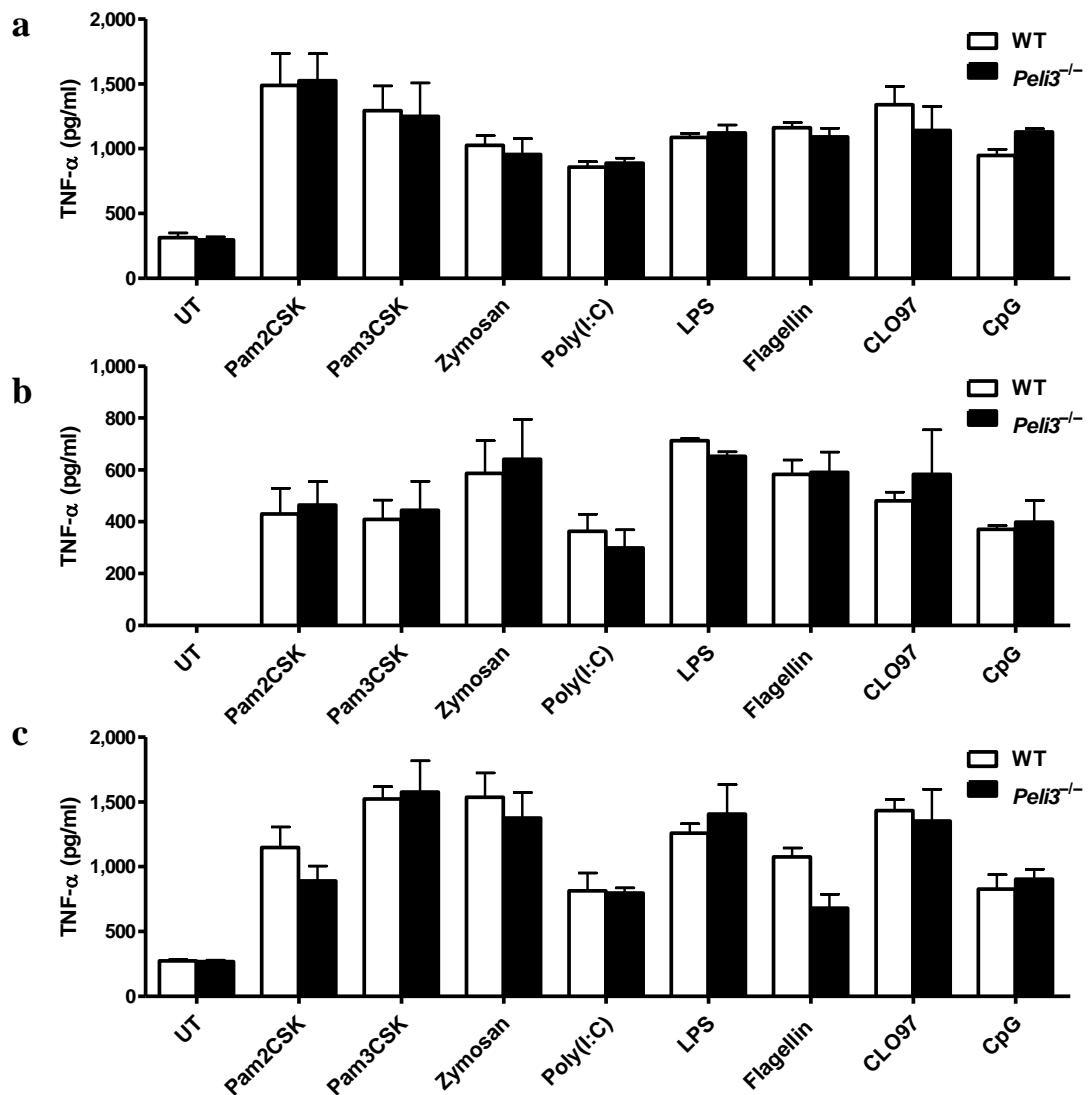 a
TNF-α (pg/ml)
2,000
1,500
1,000
500
0
WT
Peli3–/–
UT
Pam2CSK
Pam3CSK
Zymosan
Poly(I:C)
LPS
Flagellin
CLO97
CpG
b
TNF-α (pg/ml)
1,000
800
600
400
200
0
WT
Peli3–/–
UT
Pam2CSK
Pam3CSK
Zymosan
Poly(I:C)
LPS
Flagellin
CLO97
CpG
c
TNF-α (pg/ml)
2,000
1,500
1,000
500
0
WT
Peli3–/–
UT
Pam2CSK
Pam3CSK
Zymosan
Poly(I:C)
LPS
Flagellin
CLO97
CpG